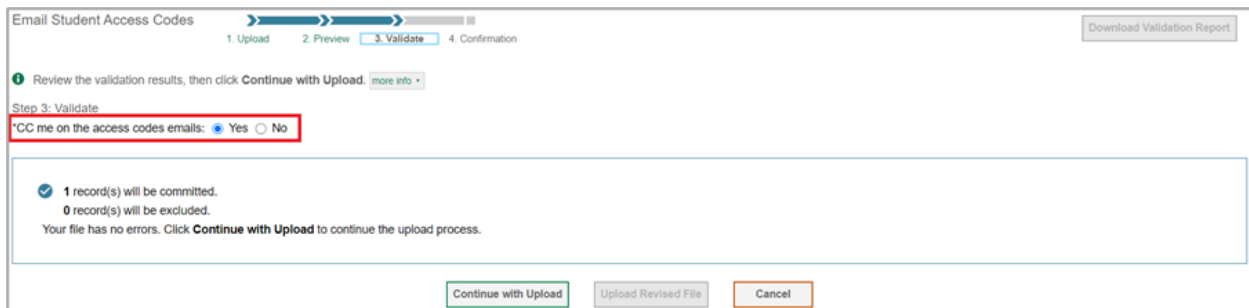 Email Student Access Codes
1. Upload 2. Preview 3. Validate 4. Confirmation
Download Validation Report
Review the validation results, then click Continue with Upload. more info
Step 3: Validate
*CC me on the access codes emails: Yes No
1 record(s) will be committed.
0 record(s) will be excluded.
Your file has no errors. Click Continue with Upload to continue the upload process.
Continue with Upload Upload Revised File Cancel